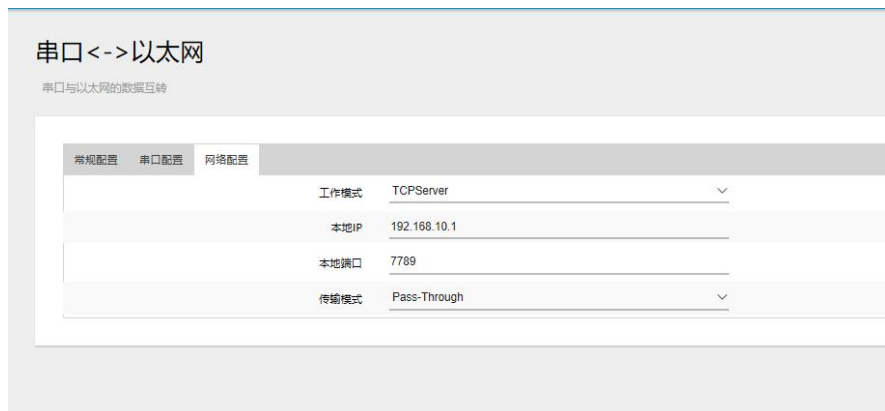 串口<->以太网
串口与以太网的数据互转
常规配置 串口配置 网络配置
工作模式 TCPServer
本地IP 192.168.10.1
本地端口 7789
传输模式 Pass-Through